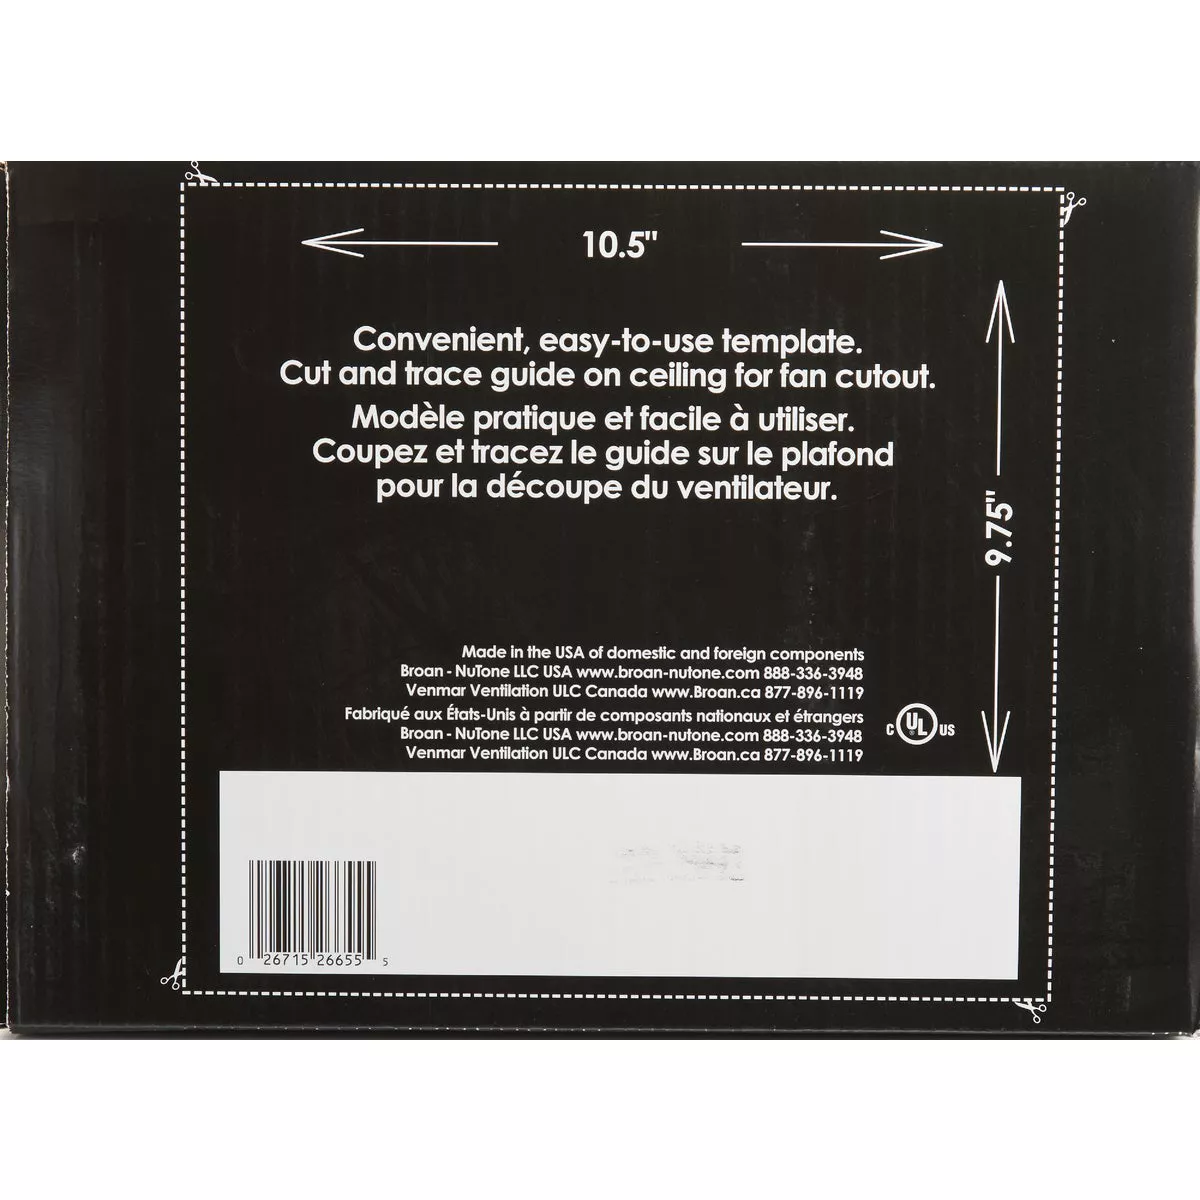 10.5"
Convenient, easy-to-use template.
Cut and trace guide on ceiling for fan cutout.
Modèle pratique et facile à utiliser.
Coupez et tracez le guide sur le plafond
pour la découpe du ventilateur.
9.75"
Made in the USA of domestic and foreign components
Broan - NuTone LLC USA www.broan-nutone.com 888-336-3948
Venmar Ventilation ULC Canada www.Broan.ca 877-896-1119
Fabriqué aux États-Unis à partir de composants nationaux et étrangers
Broan - NuTone LLC USA www.broan-nutone.com 888-336-3948
Venmar Ventilation ULC Canada www.Broan.ca 877-896-1119
C UL ® US
0 26715 26655 5